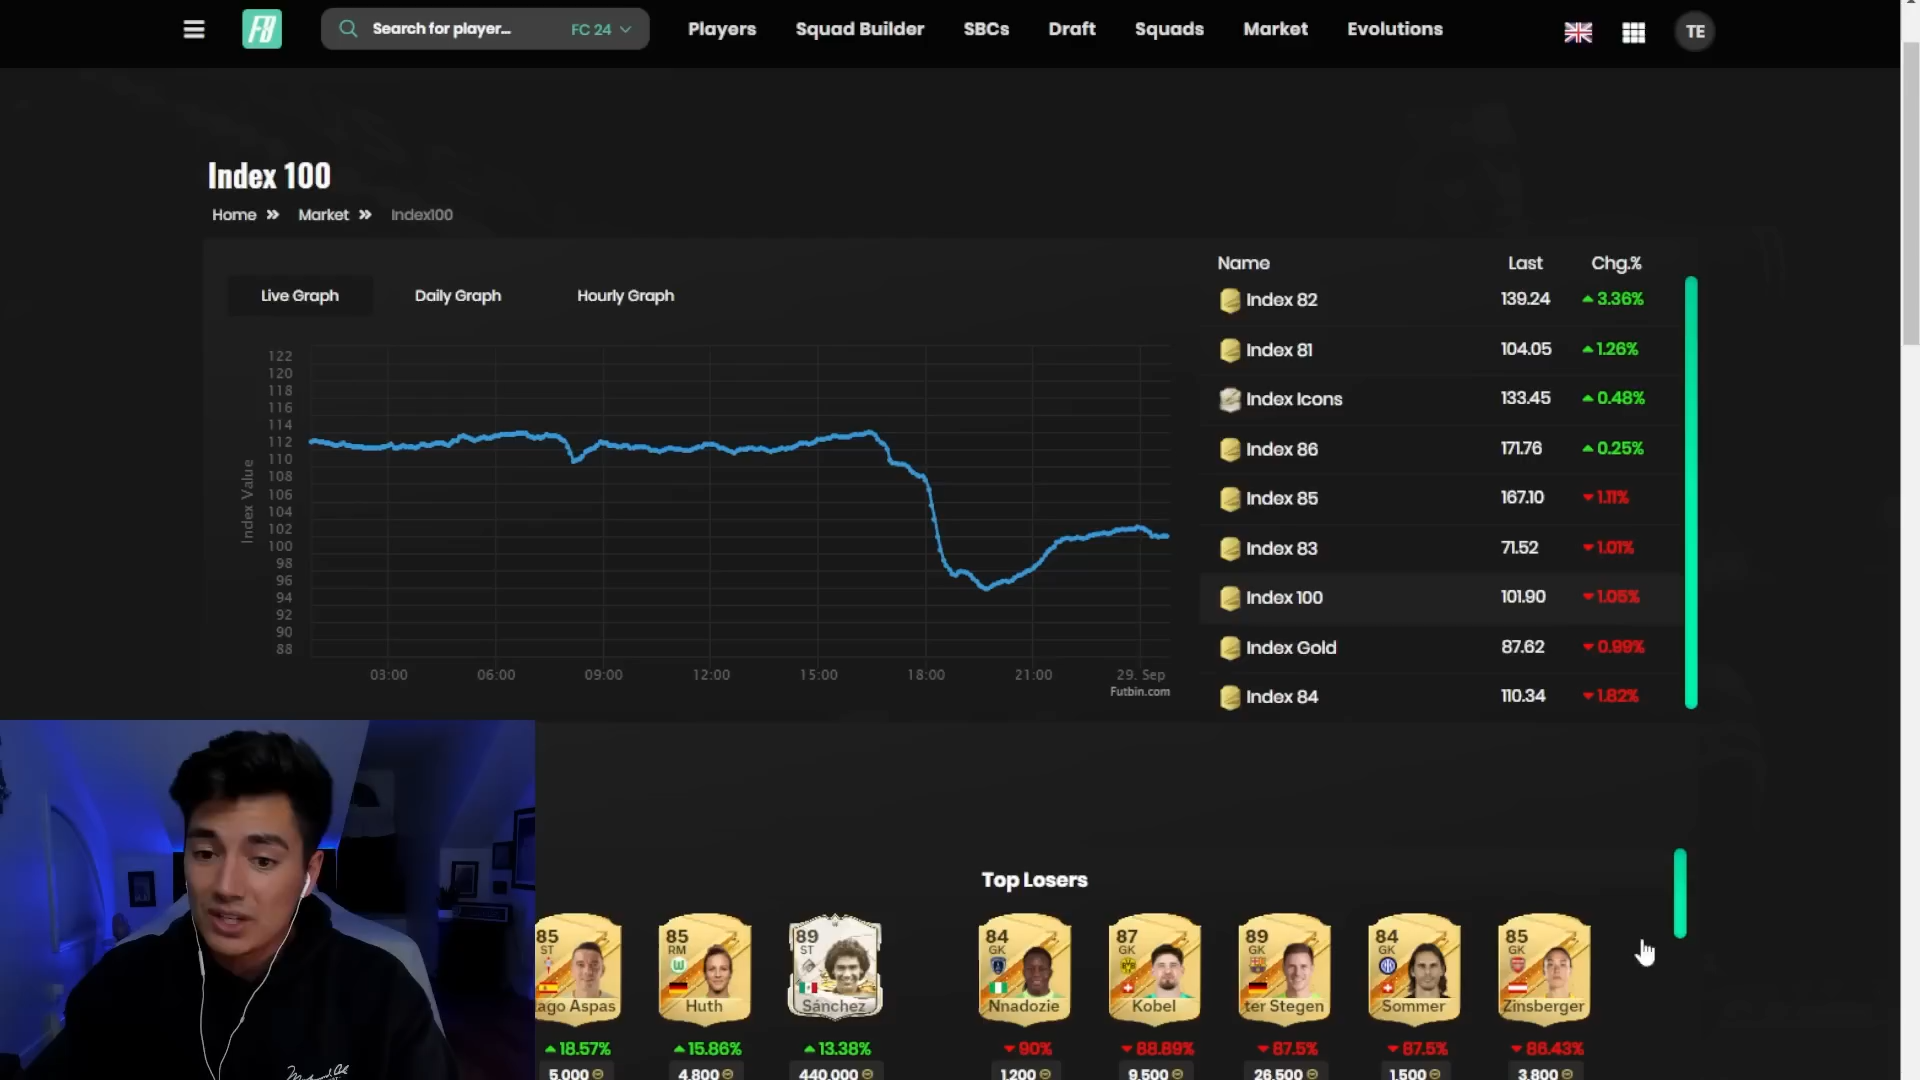 F8
Search for player...
FC 24
Players
Squad Builder
SBCs
Draft
Squads
Market
Evolutions
TE
Index 100
Home » Market » Index100
Live Graph
Daily Graph
Hourly Graph
Name Last Chg.%
Index 82 139.24 3.36%
Index 81 104.05 1.26%
Index Icons 133.45 0.48%
Index 86 171.76 0.25%
Index 85 167.10 1.11%
Index 83 71.52 1.01%
Index 100 101.90 1.05%
Index Gold 87.62 0.99%
Index 84 110.34 1.82%
Index Value
122
120
118
116
114
112
110
108
106
104
102
100
98
96
94
92
90
88
03:00 06:00 09:00 12:00 15:00 18:00 21:00 29. Sep
Futbin.com
Top Losers
85 ST
ago Aspas
18.57%
5,000
85 RM
Huth
15.86%
4,800
89 ST
Sánchez
13.38%
440,000
84 GK
Nnadozie
90%
1,200
87 GK
Kobel
88.89%
9,500
89 GK
ter Stegen
87.5%
26,500
84 GK
Sommer
87.5%
1,500
85 GK
Zinsberger
86.43%
3,800